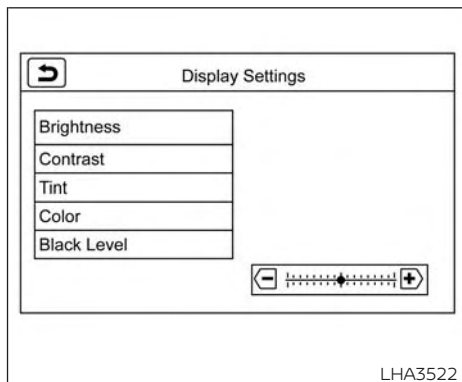 Display Settings
Brightness
Contrast
Tint
Color
Black Level
LHA3522